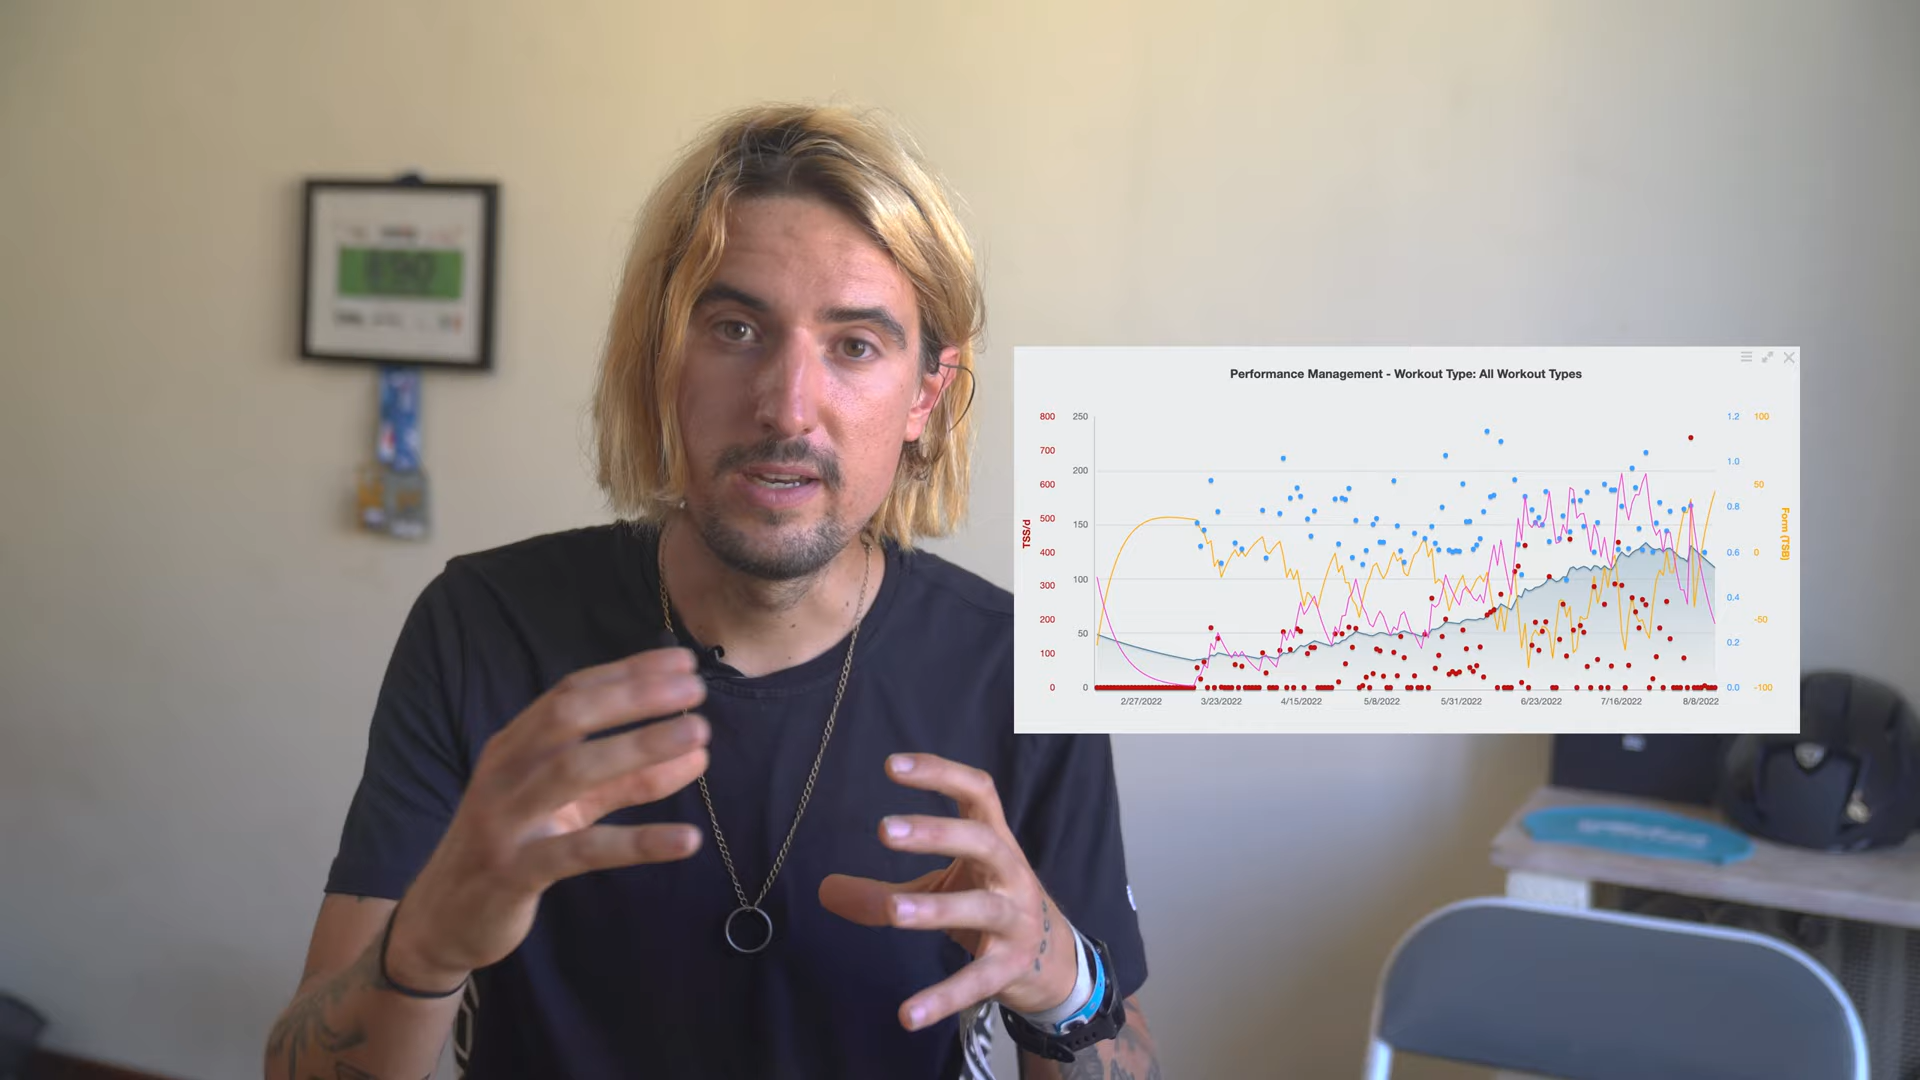 Performance Management - Workout Type: All Workout Types
800 250 1.2 100
700
200 1.0
600 50
500 150 0.8
TSS/d
Form (TSB)
400 0.6 0
300 100
0.4
200 -50
50 0.2
100
0 0 0.0 -100
2/27/2022 3/23/2022 4/15/2022 5/8/2022 5/31/2022 6/23/2022 7/16/2022 8/8/2022